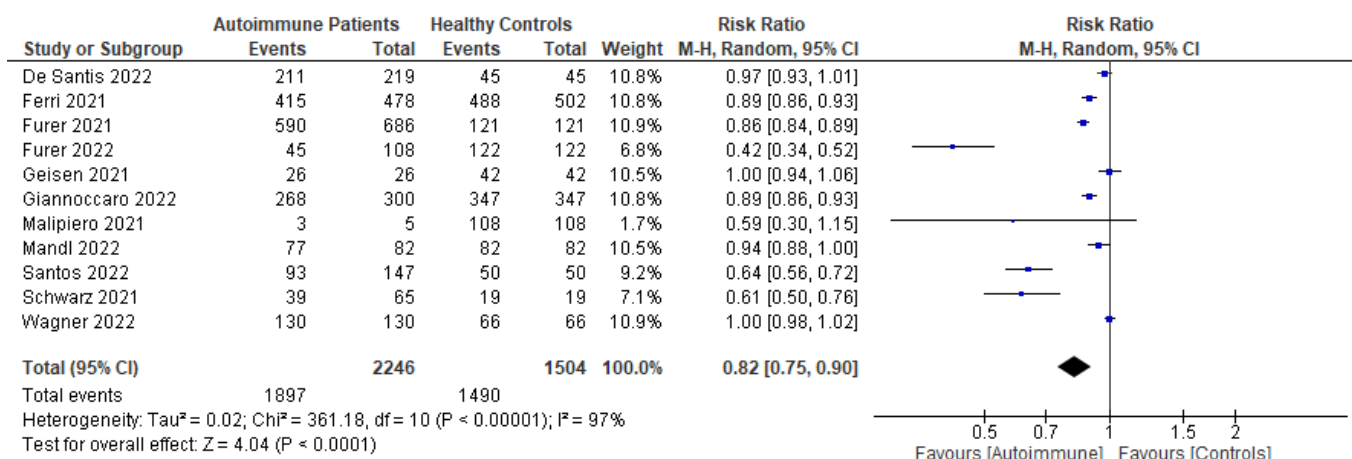 Autoimmune Patients Healthy Controls Risk Ratio Risk Ratio
Study or Subgroup Events Total Events Total Weight M-H, Random, 95% CI M-H, Random, 95% CI
De Santis 2022 211 219 45 45 10.8% 0.97 [0.93, 1.01]
Ferri 2021 415 478 488 502 10.8% 0.89 [0.86, 0.93]
Furer 2021 590 686 121 121 10.9% 0.86 [0.84, 0.89]
Furer 2022 45 108 122 122 6.8% 0.42 [0.34, 0.52]
Geisen 2021 26 26 42 42 10.5% 1.00 [0.94, 1.06]
Giannoccaro 2022 268 300 347 347 10.8% 0.89 [0.86, 0.93]
Malipiero 2021 3 5 108 108 1.7% 0.59 [0.30, 1.15]
Mandl 2022 77 82 82 82 10.5% 0.94 [0.88, 1.00]
Santos 2022 93 147 50 50 9.2% 0.64 [0.56, 0.72]
Schwarz 2021 39 65 19 19 7.1% 0.61 [0.50, 0.76]
Wagner 2022 130 130 66 66 10.9% 1.00 [0.98, 1.02]
Total (95% CI) 2246 1504 100.0% 0.82 [0.75, 0.90]
Total events 1897 1490
Heterogeneity: Tau² = 0.02; Chi² = 361.18, df = 10 (P < 0.00001); I² = 97%
Test for overall effect: Z = 4.04 (P < 0.0001)
0.5 0.7 1 1.5 2
Favours [Autoimmune] Favours [Controls]